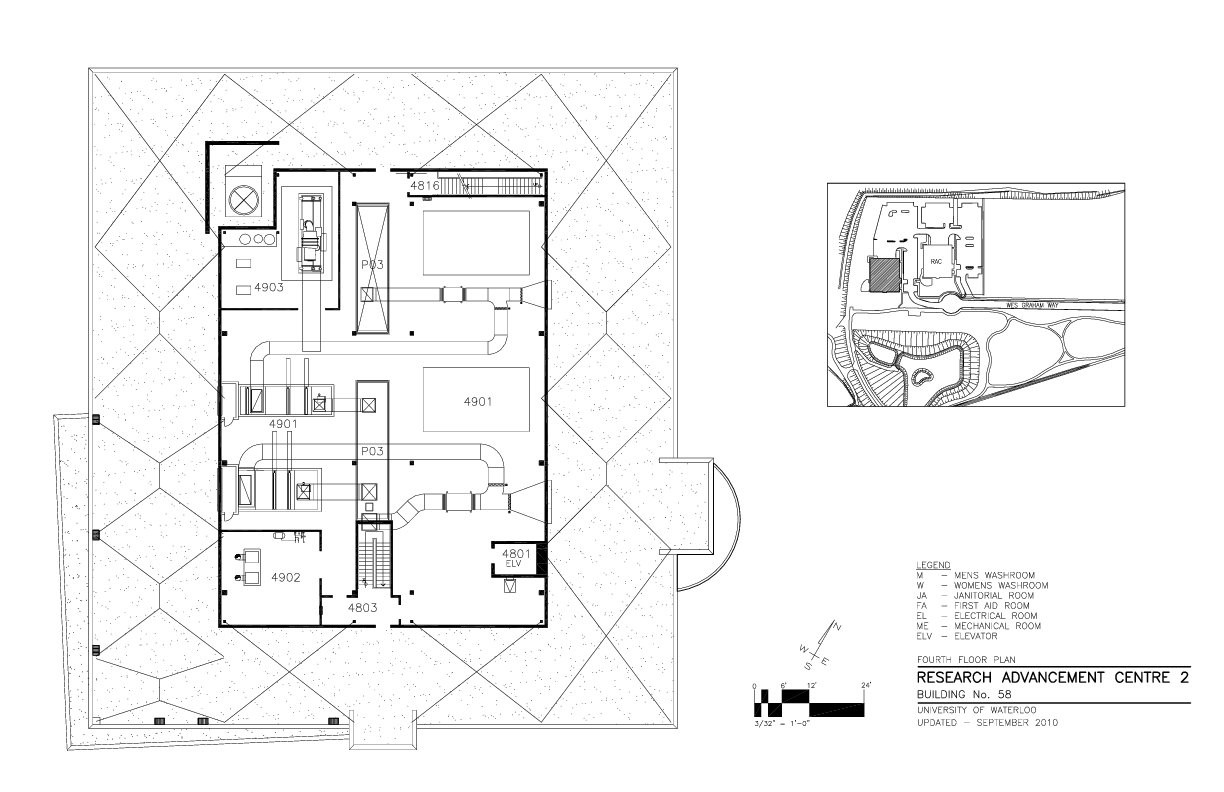 4816
P03
4903
4901
4901
P03
4801
ELV
4902
4803
RAC
WES GRAHAM WAY
N
W
E
S
0 6' 12' 24'
3/32" = 1'-0"
LEGEND
M – MENS WASHROOM
W – WOMENS WASHROOM
JA – JANITORIAL ROOM
FA – FIRST AID ROOM
EL – ELECTRICAL ROOM
ME – MECHANICAL ROOM
ELV – ELEVATOR
FOURTH FLOOR PLAN
RESEARCH ADVANCEMENT CENTRE 2
BUILDING No. 58
UNIVERSITY OF WATERLOO
UPDATED – SEPTEMBER 2010